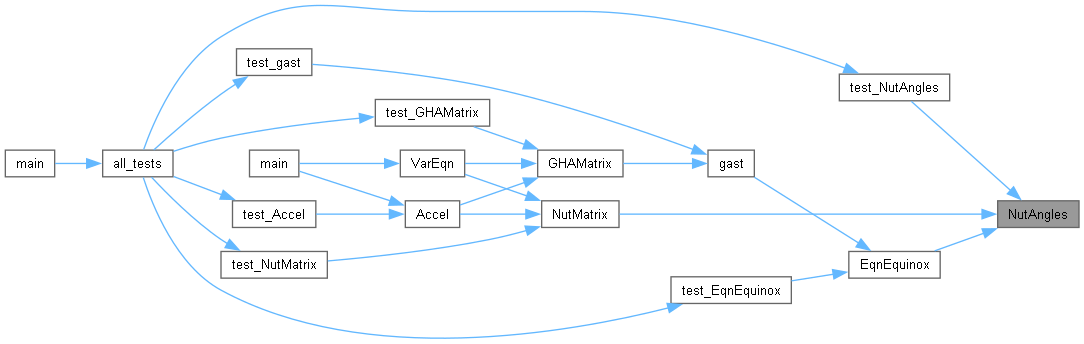 test_gast
test_NutAngles
test_GHAMatrix
main
all_tests
main
VarEqn
GHAMatrix
gast
test_Accel
Accel
NutMatrix
NutAngles
test_NutMatrix
EqnEquinox
test_EqnEquinox